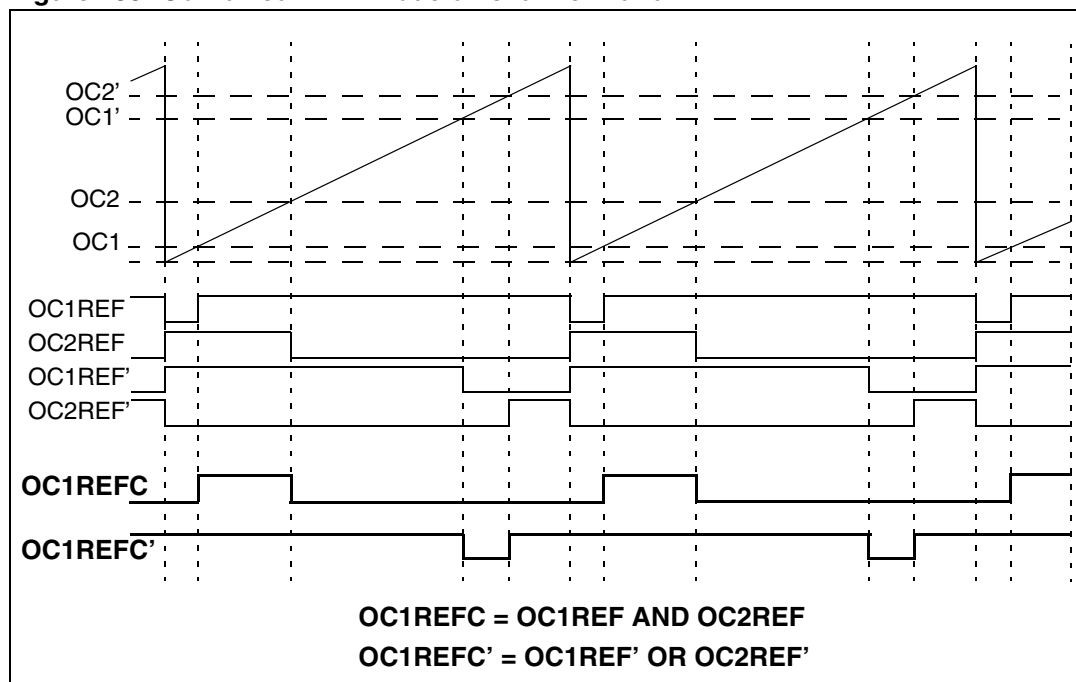 OC2’
OC1’
OC2
OC1
OC1REF
OC2REF
OC1REF’
OC2REF’
OC1REFC
OC1REFC’
OC1REFC = OC1REF AND OC2REF
OC1REFC’ = OC1REF’ OR OC2REF’